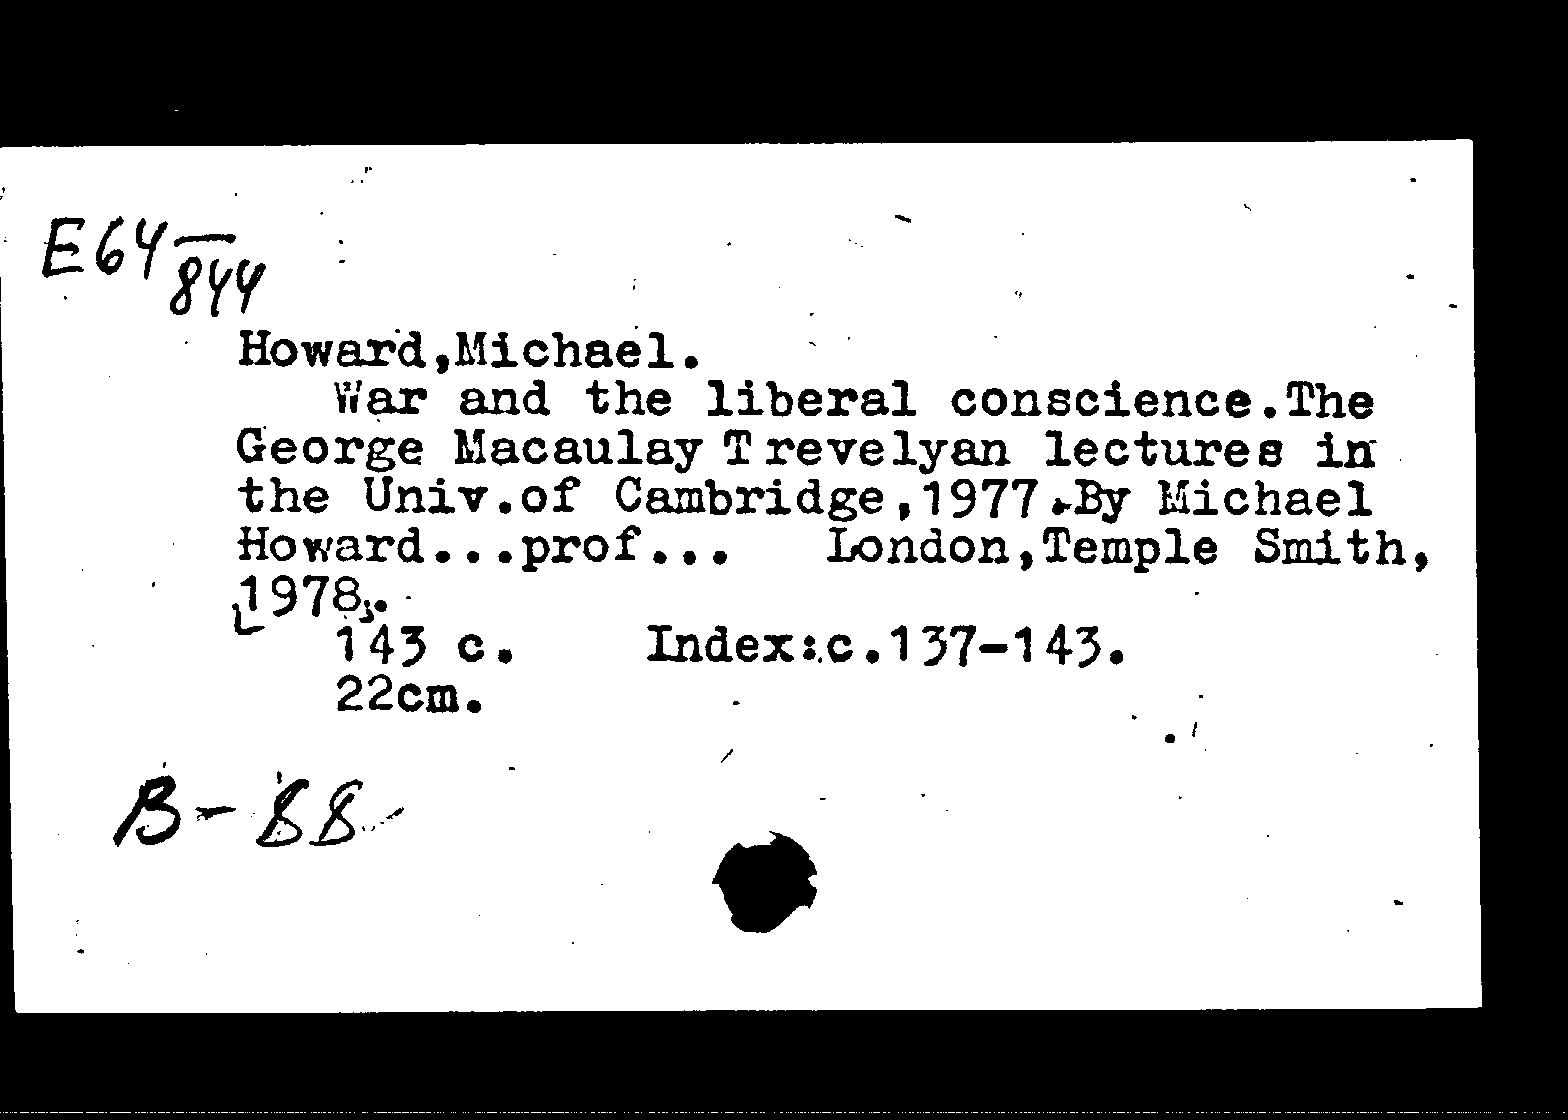 E64
844
Howard,Michael.
War and the liberal conscience.The
George Macaulay Trevelyan lectures in
the Univ.of Cambridge,1977.By Michael
Howard...prof... London,Temple Smith,
1978.
143 c. Index:c.137-143.
22cm.
B-88